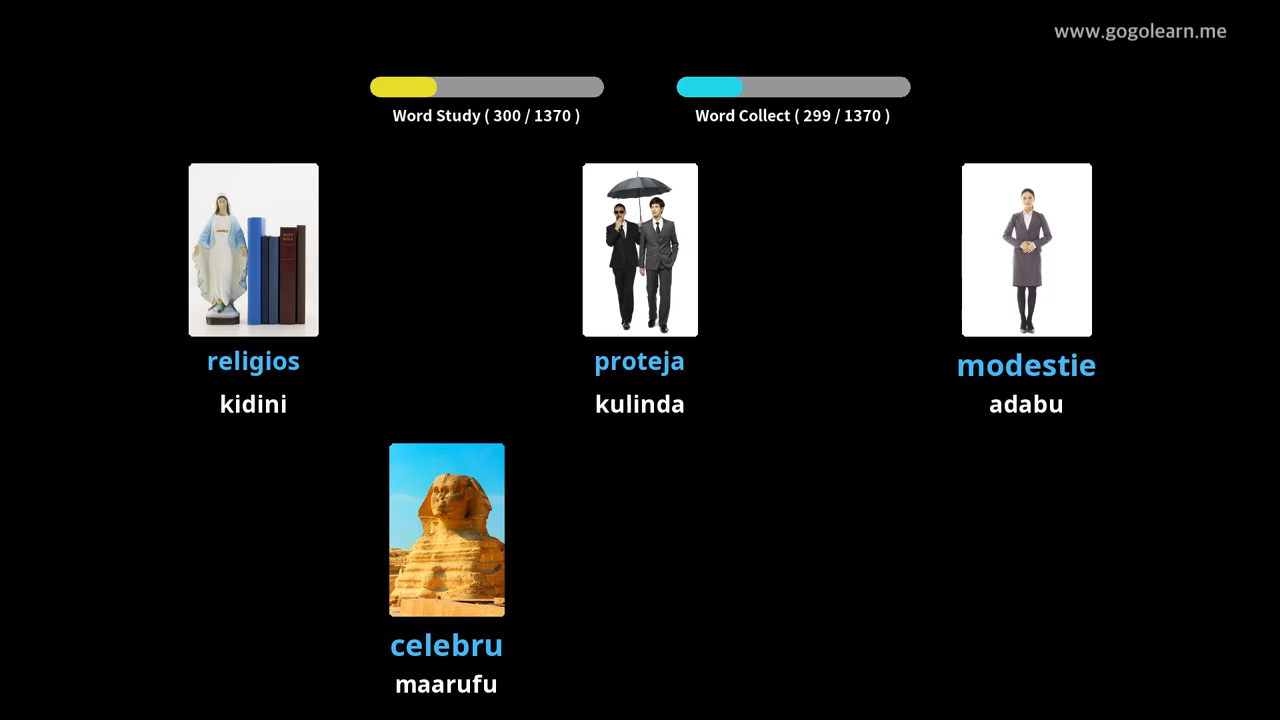 www.gogolearn.me
Word Study ( 300 / 1370 )
Word Collect ( 299 / 1370 )
religios
kidini
proteja
kulinda
modestie
adabu
celebru
maarufu